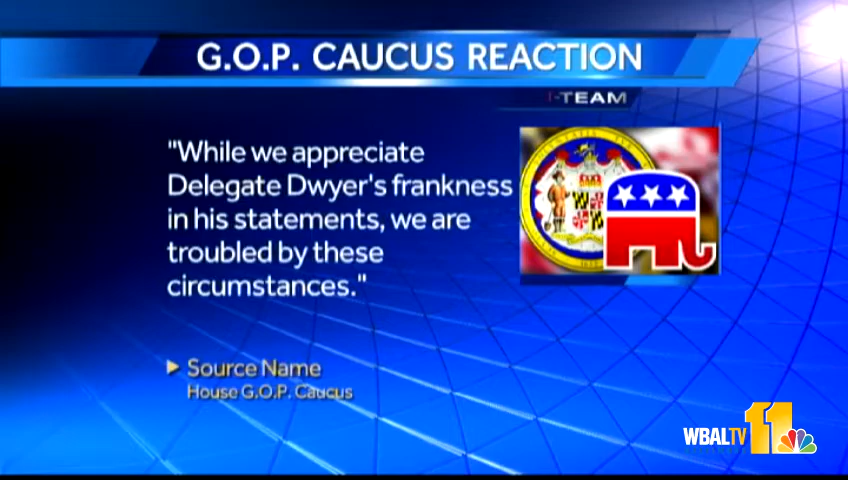 G.O.P. CAUCUS REACTION
I-TEAM
"While we appreciate
Delegate Dwyer's frankness
in his statements, we are
troubled by these
circumstances."
Source Name
House G.O.P. Caucus
WBALTV 11